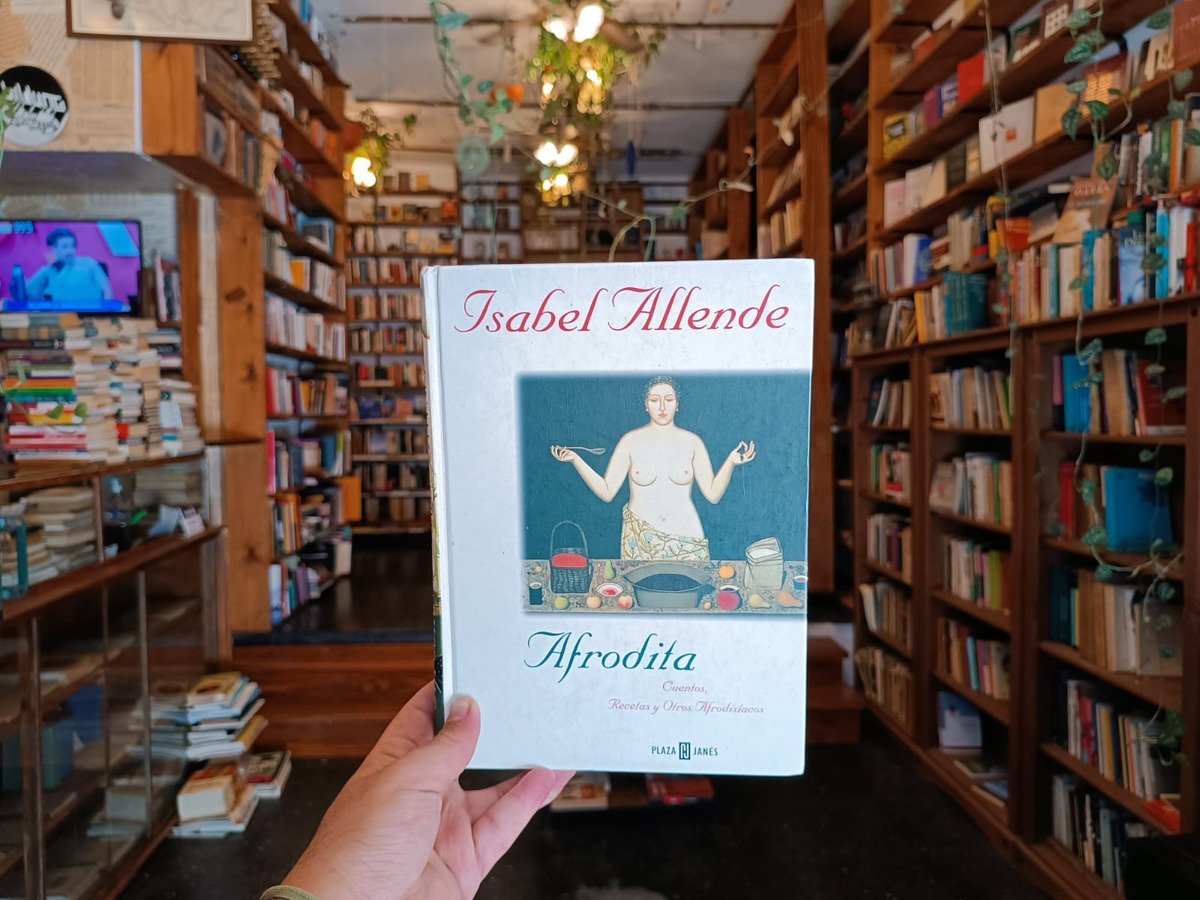 Isabel Allende
Afrodita
Cuentos,
Recetas y Otros Afrodisíacos
PLAZA JANÉS